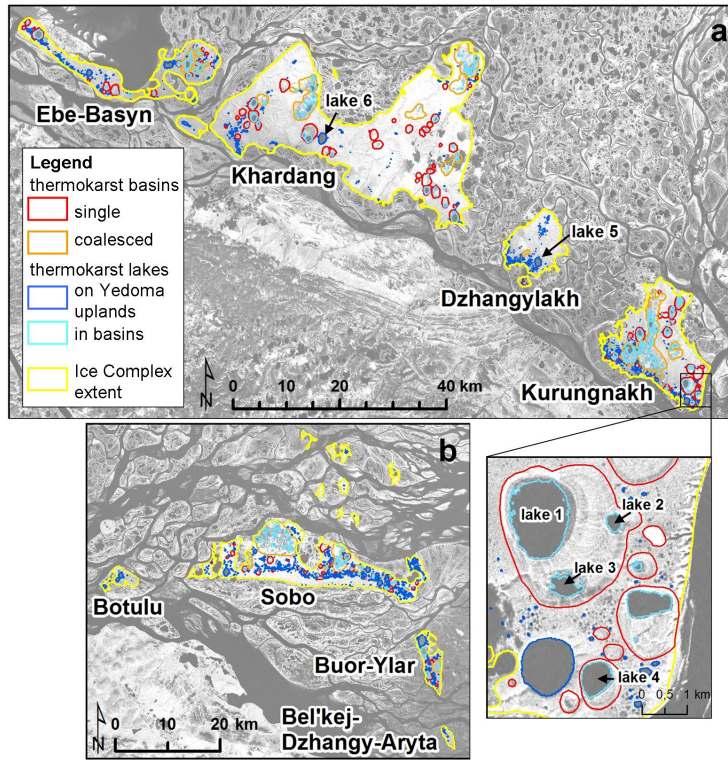 a
Ebe-Basyn
lake 6
Khardang
Legend
thermokarst basins
single
coalesced
thermokarst lakes
on Yedoma
uplands
in basins
Ice Complex
extent
lake 5
Dzhangylakh
Kurungnakh
N
0 10 20 40 km
b
Botulu
Sobo
Buor-Ylar
Bel'kej-
Dzhangy-Aryta
N
0 10 20 km
lake 1
lake 2
lake 3
lake 4
0 0,5 1 km